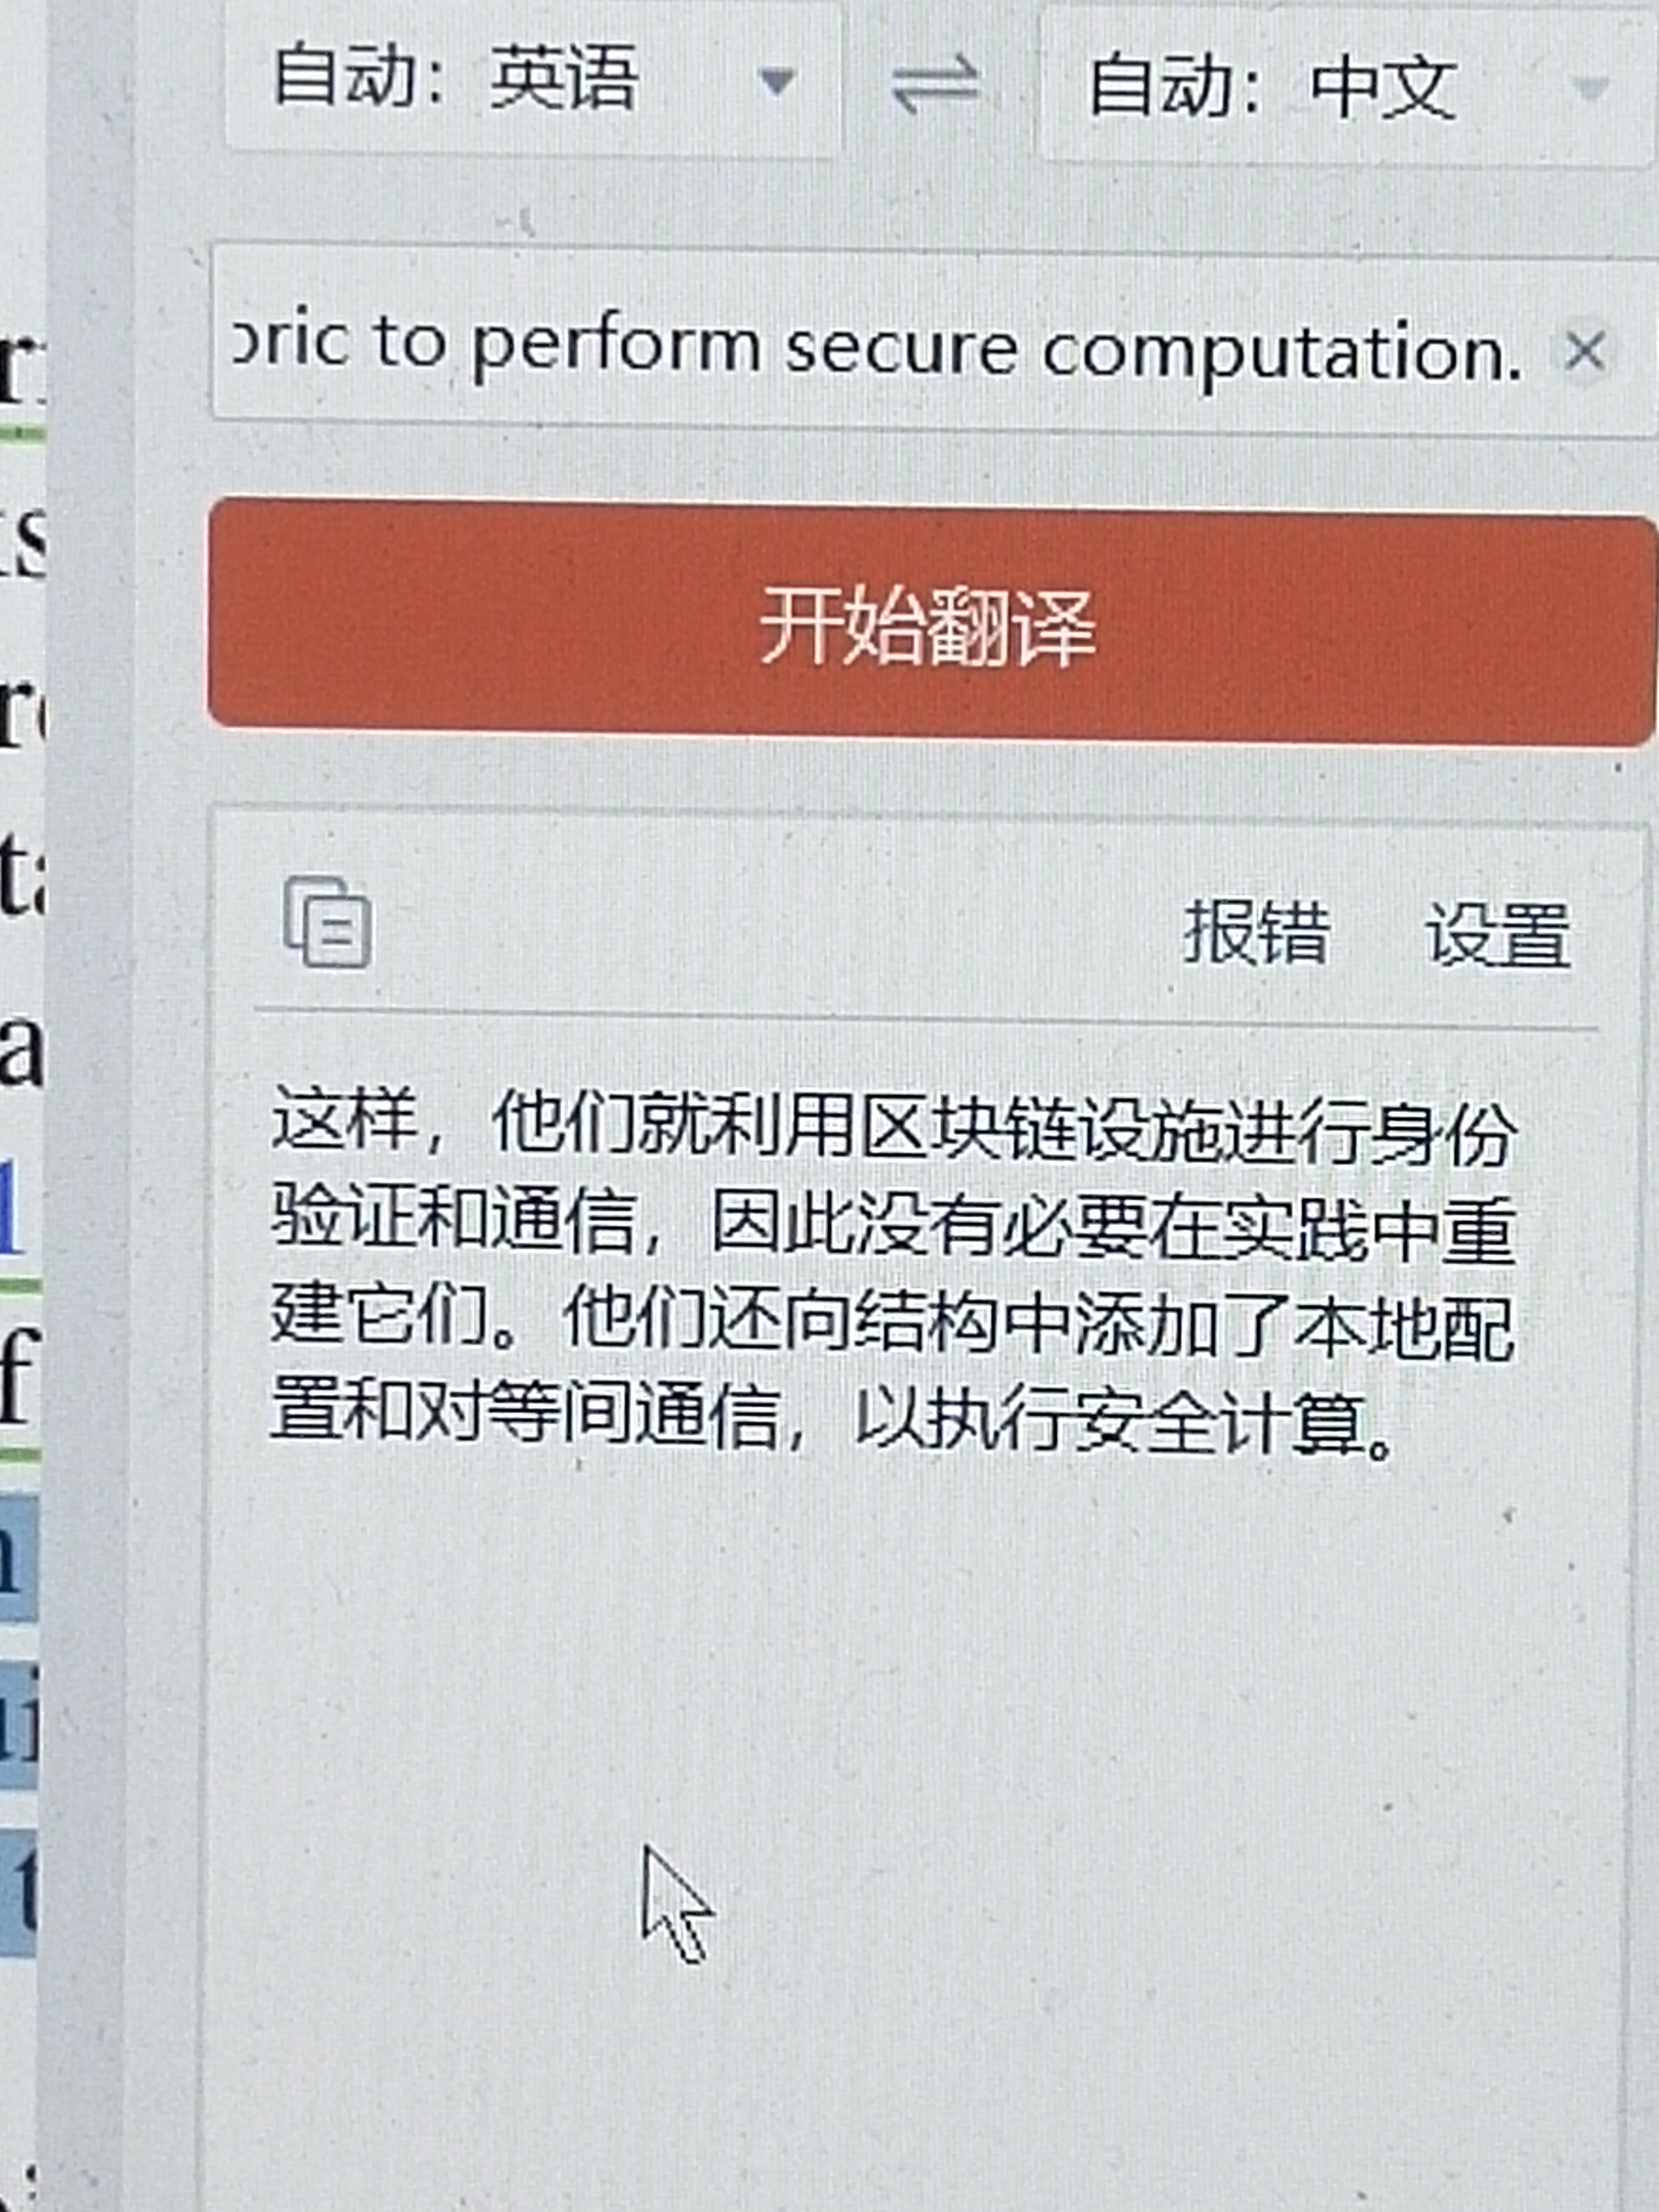 自动：英语
自动：中文
to perform secure computation.
开始翻译
报错 设置
这样，他们就利用区块链设施进行身份
验证和通信，因此没有必要在实践中重
建它们。他们还向结构中添加了本地配
置和对等间通信，以执行安全计算。